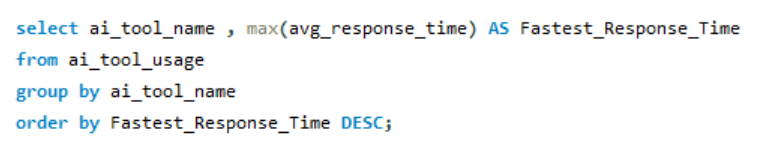 select ai_tool_name , max(avg_response_time) AS Fastest_Response_Time
from ai_tool_usage
group by ai_tool_name
order by Fastest_Response_Time DESC;